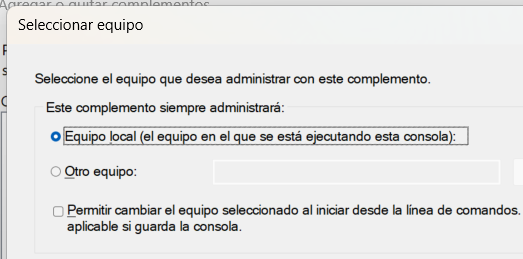 Agregar o quitar complementos
Seleccionar equipo
Seleccione el equipo que desea administrar con este complemento.
Este complemento siempre administrará:
Equipo local (el equipo en el que se está ejecutando esta consola):
Otro equipo:
Permitir cambiar el equipo seleccionado al iniciar desde la línea de comandos.
aplicable si guarda la consola.